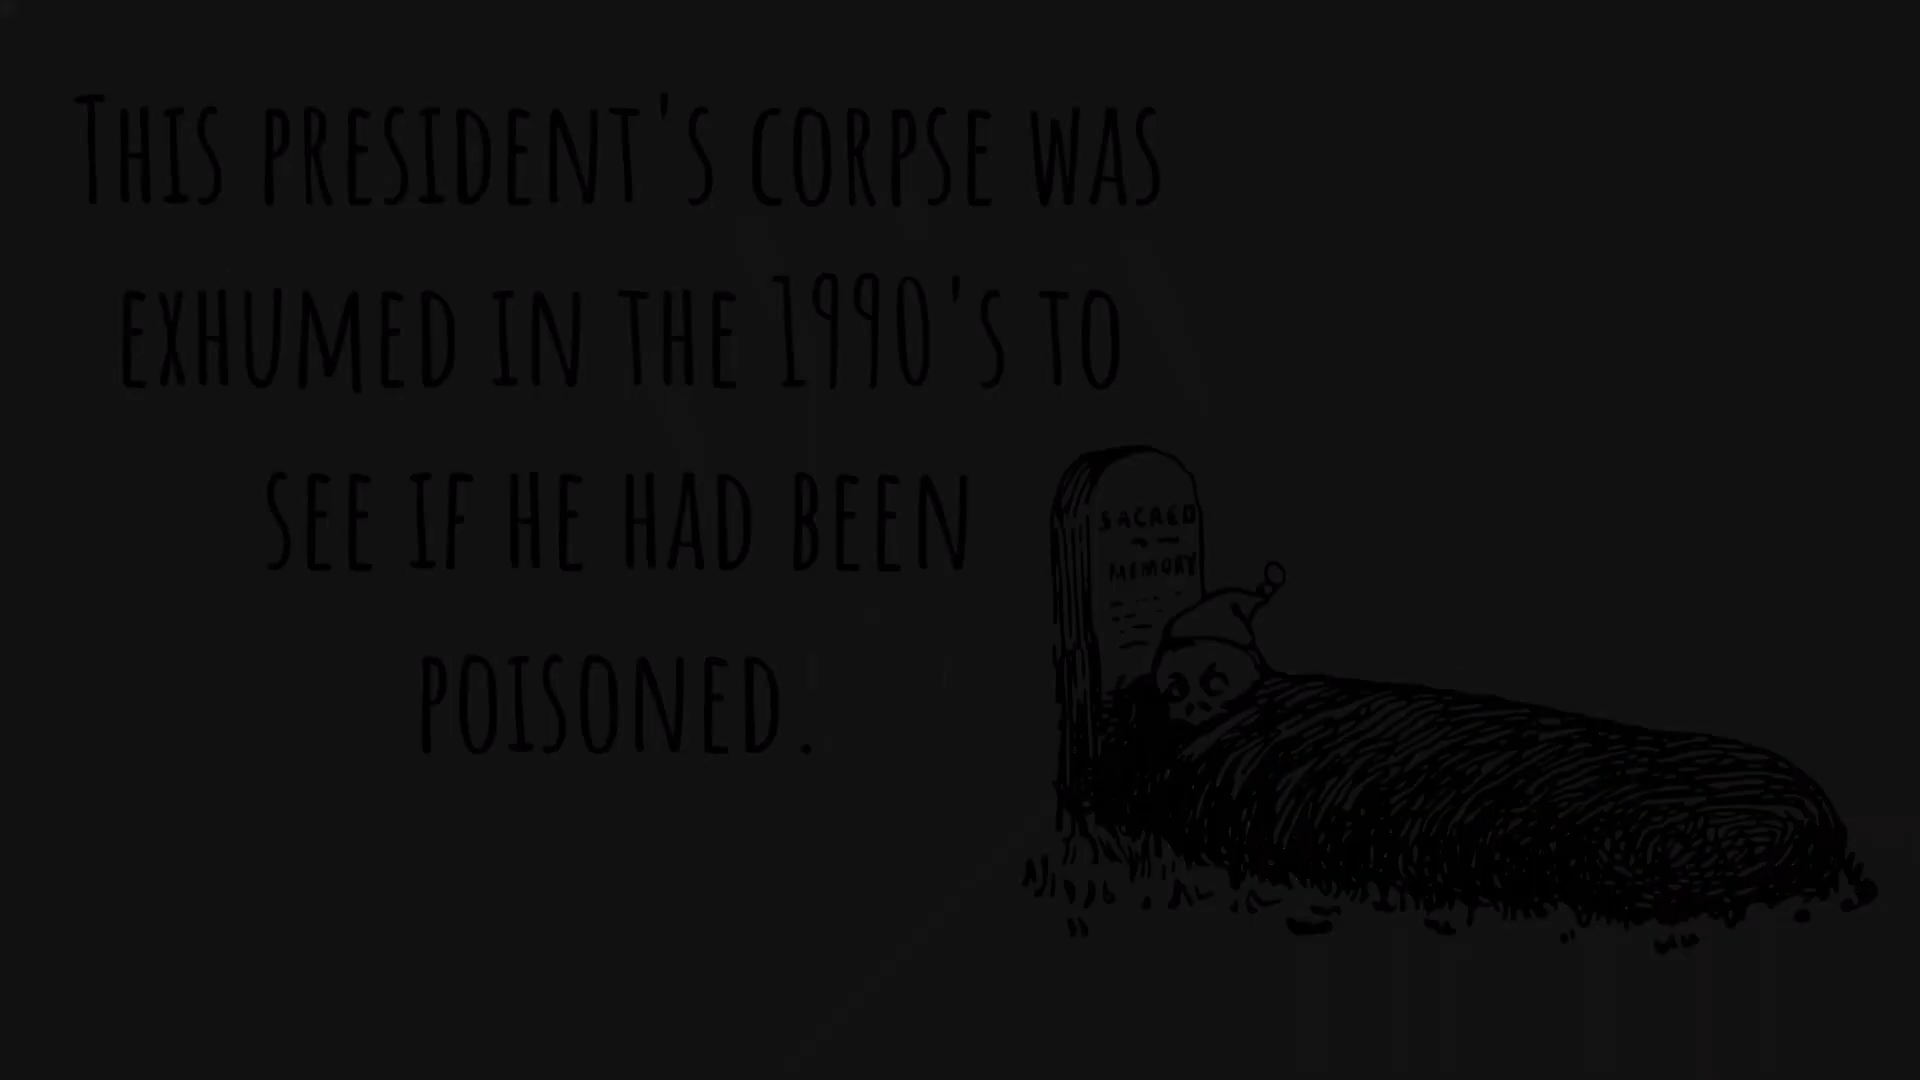 This president's corpse was
exhumed in the 1990's to
see if he had been
poisoned.
SACRED
MEMORY